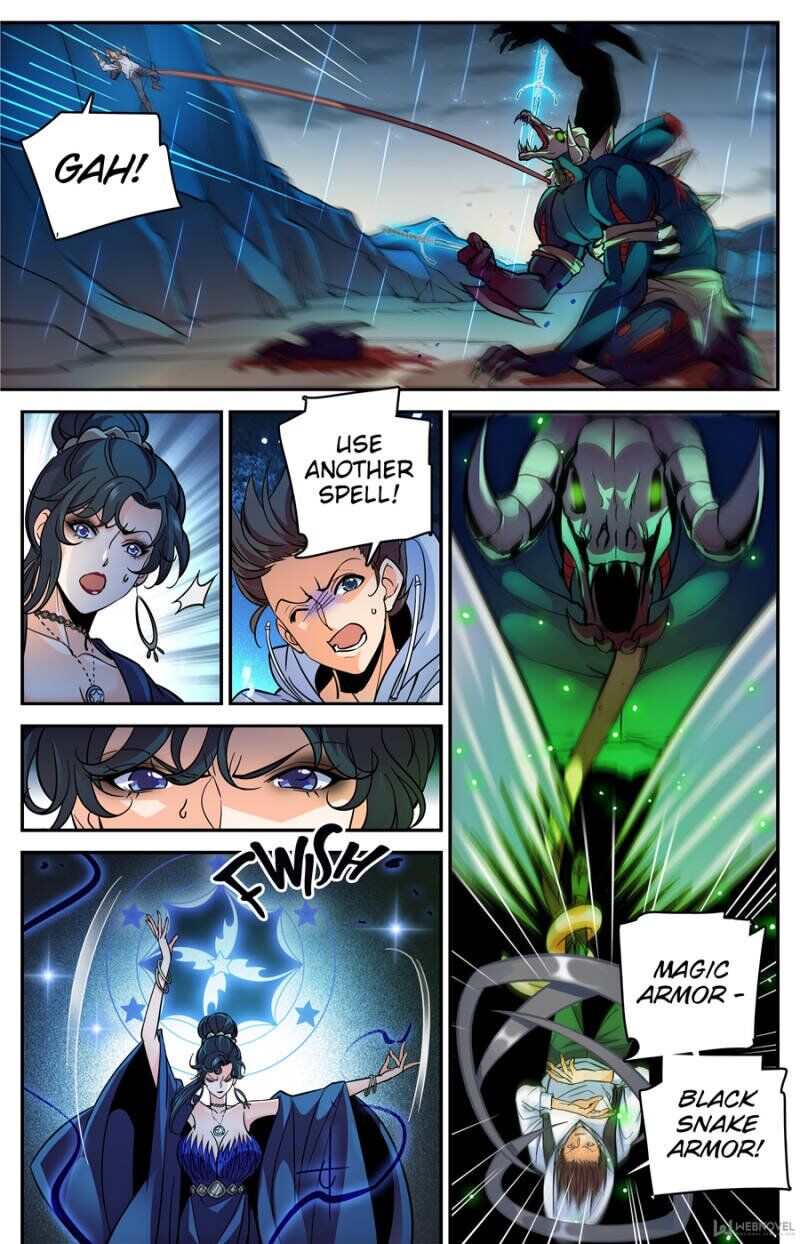 GAH!
USE
ANOTHER
SPELL!
FWISH
MAGIC
ARMOR -
BLACK
SNAKE
ARMOR!
WEBNOVEL